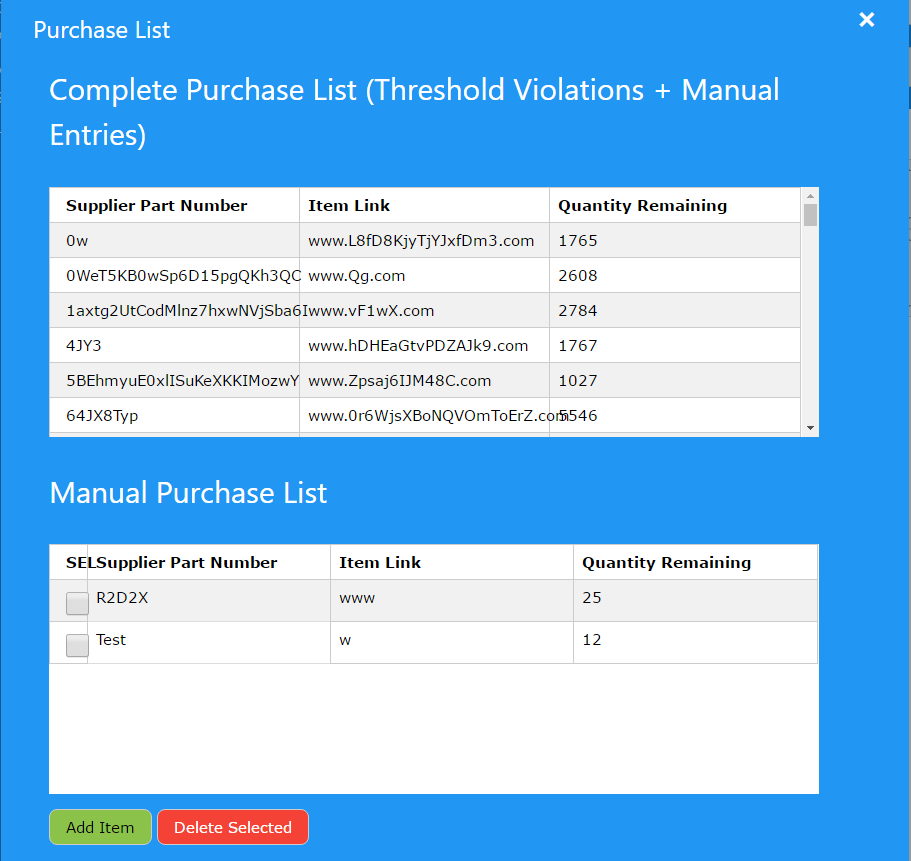 Purchase List
×
Complete Purchase List (Threshold Violations + Manual
Entries)
Supplier Part Number Item Link Quantity Remaining
0w www.L8fD8KjyTjYJxfDm3.com 1765
0WeT5KB0wSp6D15pgQKh3QC www.Qg.com 2608
www.vF1wX.com 2784
4JY3 www.hDHEaGtvPDZAJk9.com 1767
www.Zpsaj6IJM48C.com 1027
64JX8Typ www.0r6WjsXBoNQVOmToErZ.com 5546
Manual Purchase List
SEL Supplier Part Number Item Link Quantity Remaining
R2D2X www 25
Test w 12
Add Item Delete Selected